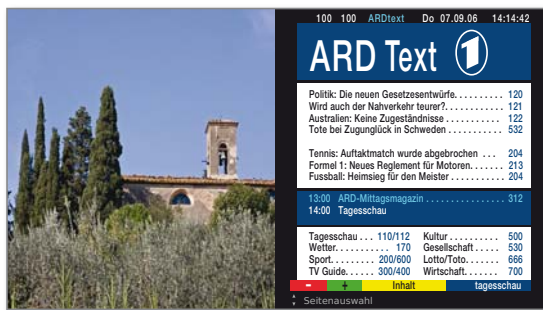 100 100 ARDtext Do 07.09.06 14:14:42
ARD Text 1
Politik: Die neuen Gesetzesentwürfe.......... 120
Wird auch der Nahverkehr teurer?............ 121
Australien: Keine Zugeständnisse ............ 122
Tote bei Zugunglück in Schweden ........... 532
Tennis: Auftaktmatch wurde abgebrochen ... 204
Formel 1: Neues Reglement für Motoren....... 213
Fussball: Heimsieg für den Meister ........... 204
13:00 ARD-Mittagsmagazin ................. 312
14:00 Tagesschau
Tagesschau ... 110/112 Kultur .......... 500
Wetter.......... 170 Gesellschaft ..... 530
Sport........ 200/600 Lotto/Toto....... 666
TV Guide...... 300/400 Wirtschaft....... 700
- + Inhalt tagesschau
Seitenauswahl